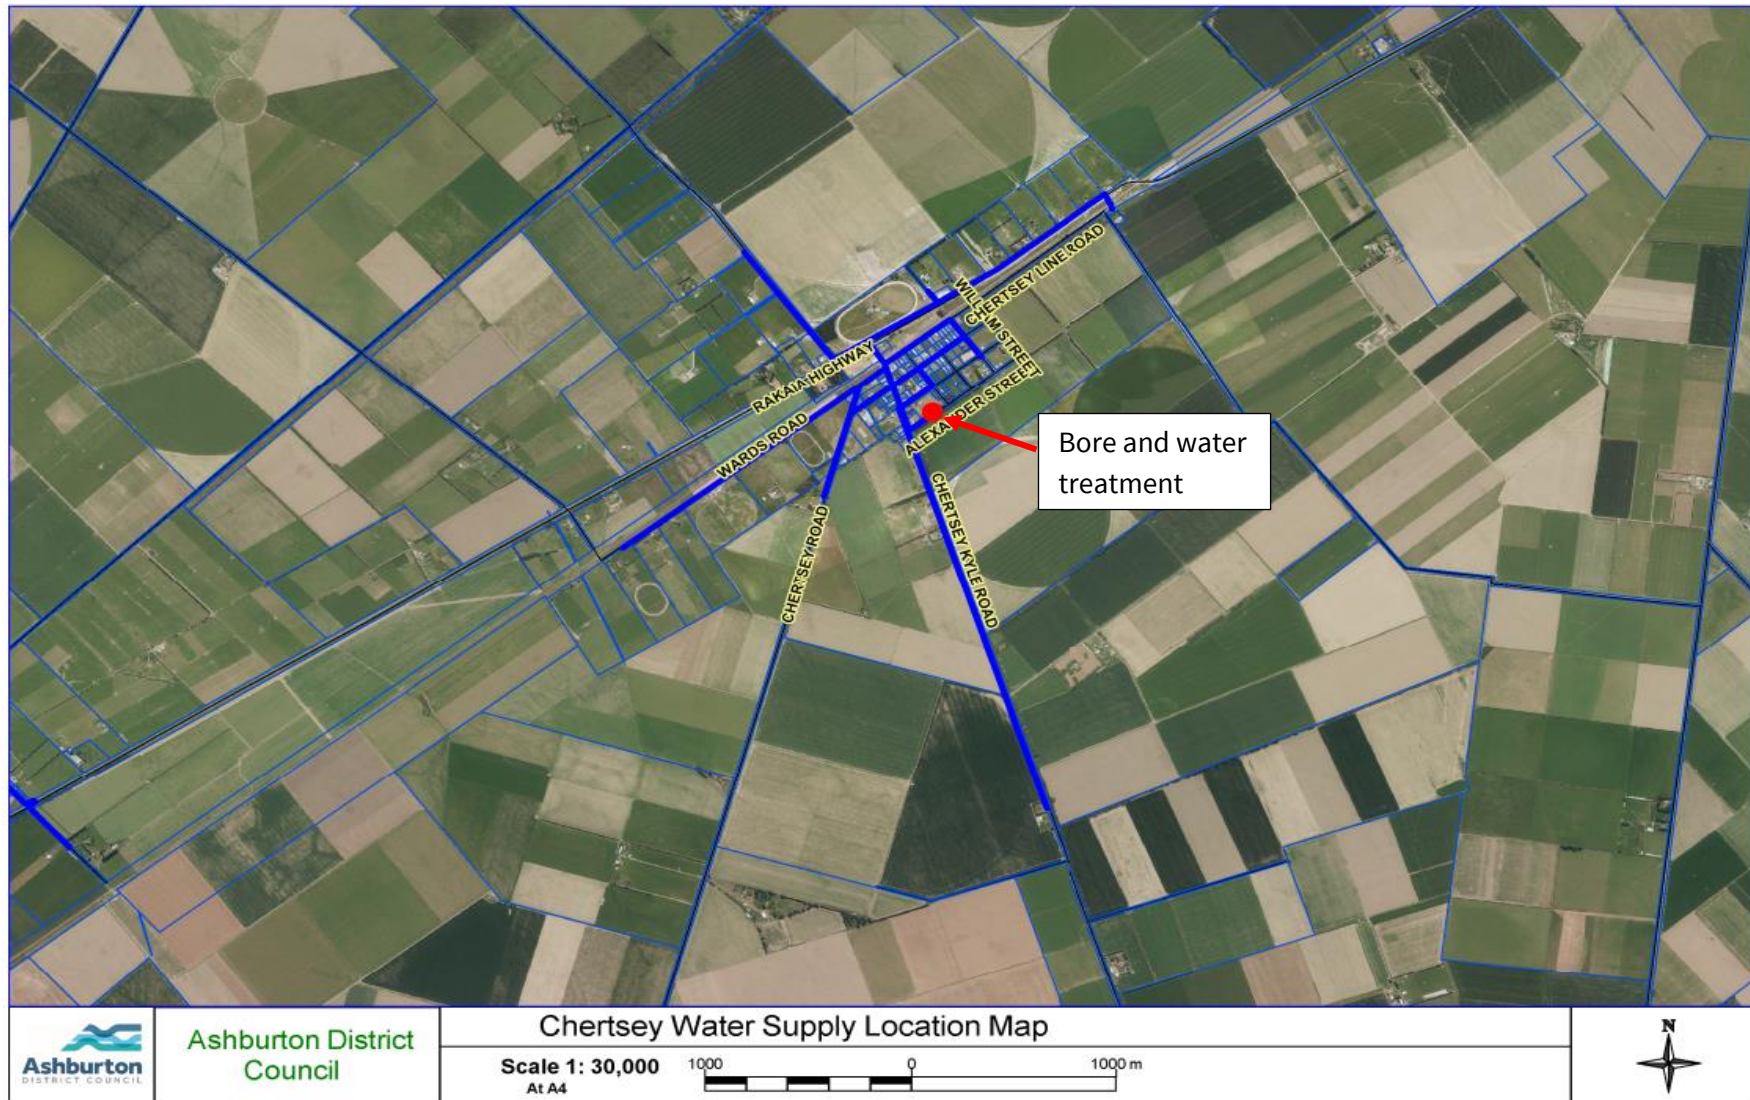 WILLIAM STREET
CHERTSEY LINE ROAD
RAKAIA HIGHWAY
WARDS ROAD
ALEXANDER STREET
CHERTSEY ROAD
CHERTSEY KYLE ROAD
Bore and water
treatment
Ashburton
DISTRICT COUNCIL
Ashburton District
Council
Chertsey Water Supply Location Map
Scale 1: 30,000
At A4
1000 0 1000 m
N